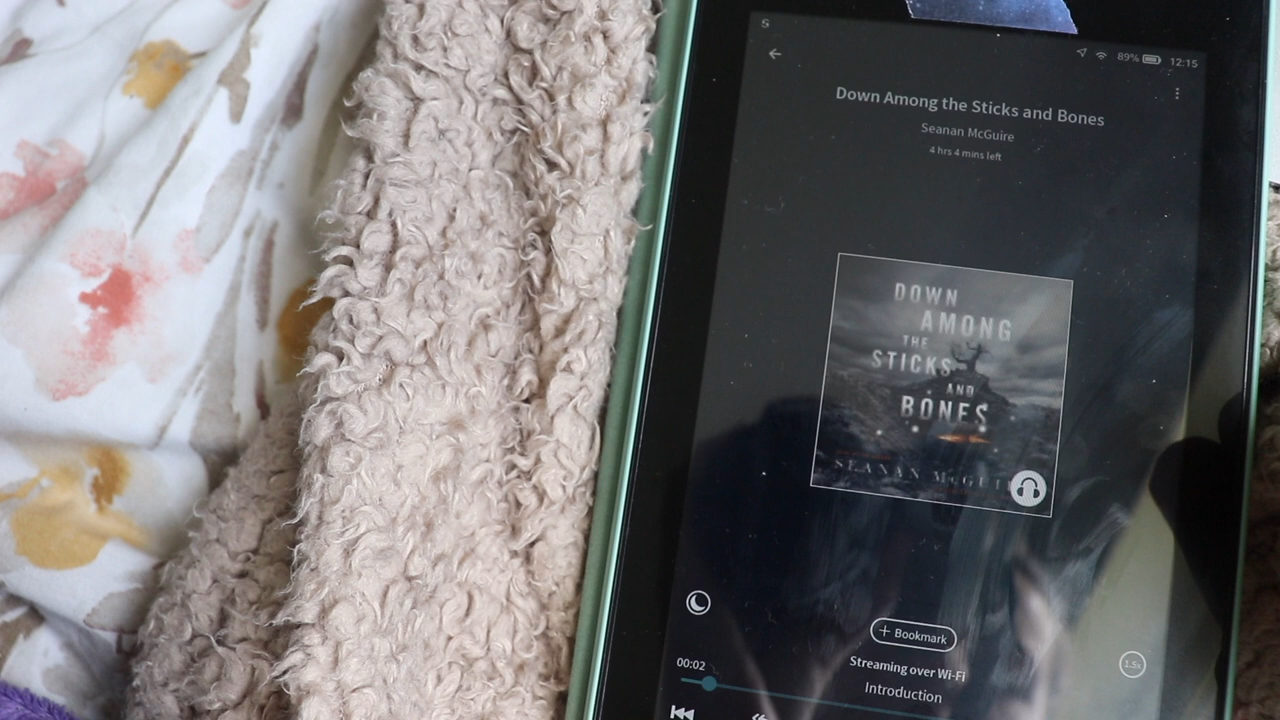 S
89% 12:15
Down Among the Sticks and Bones
Seanan McGuire
4 hrs 4 mins left
DOWN
AMONG
THE
STICKS
AND
BONES
SEANAN
+ Bookmark
1.5x
Streaming over Wi-Fi
00:02
Introduction